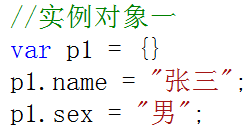 //实例对象一
var p1 = {}
p1.name = "张三";
p1.sex = "男";